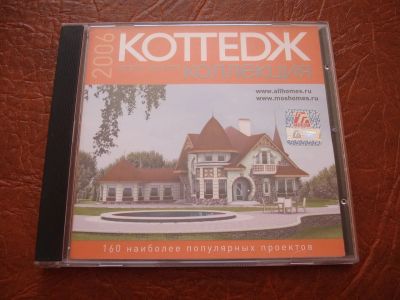 2006
КОТТЕДЖ
КОЛЛЕКЦИЯ
www.allhomes.ru
www.moshomes.ru
160 наиболее популярных проектов